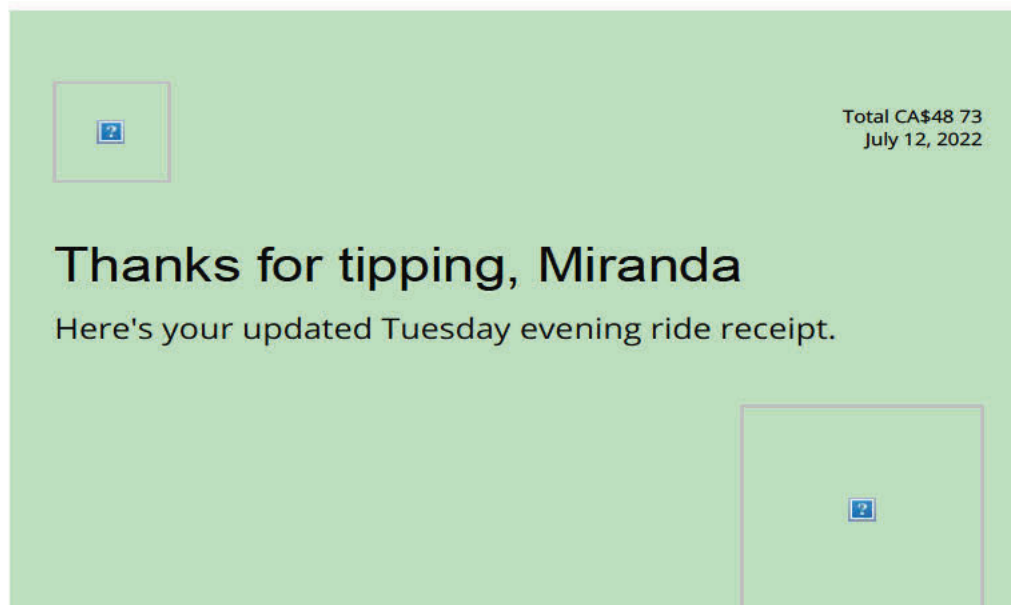 Total CA$48 73
July 12, 2022
Thanks for tipping, Miranda
Here's your updated Tuesday evening ride receipt.